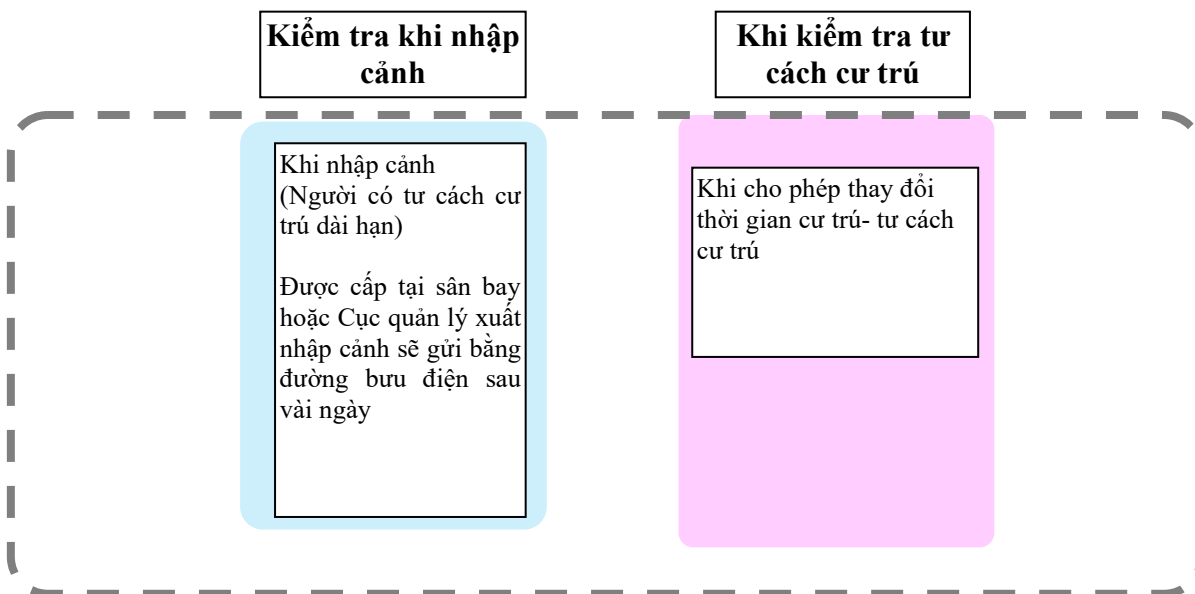 Kiểm tra khi nhập
cảnh
Khi kiểm tra tư
cách cư trú
Khi nhập cảnh
(Người có tư cách cư
trú dài hạn)
Được cấp tại sân bay
hoặc Cục quản lý xuất
nhập cảnh sẽ gửi bằng
đường bưu điện sau
vài ngày
Khi cho phép thay đổi
thời gian cư trú- tư cách
cư trú